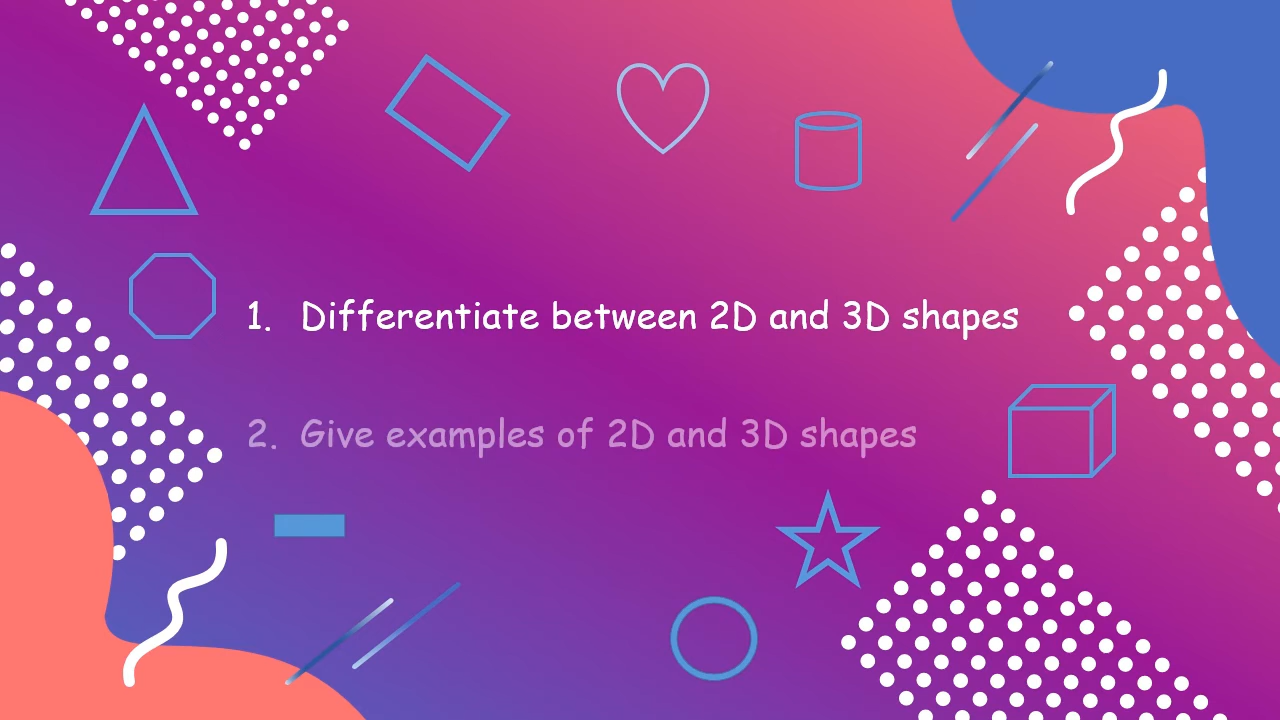 1. Differentiate between 2D and 3D shapes
2. Give examples of 2D and 3D shapes